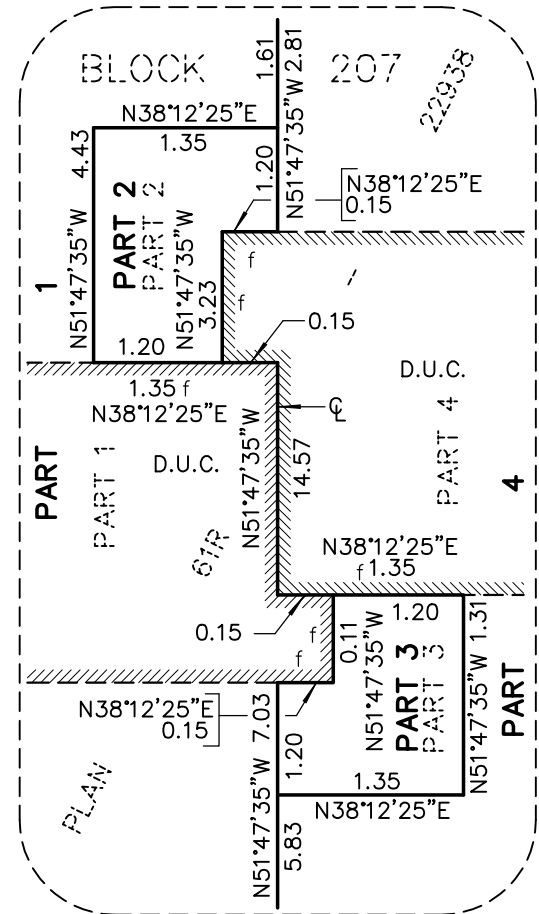 BLOCK 207
22938
1.61
N51°47'35"W 2.81
N38°12'25"E
1.35
4.43
N51°47'35"W
1.20
N38°12'25"E
0.15
PART 2
PART 2
N51°47'35"W
3.23
f
f
1
1.20
0.15
1.35 f
N38°12'25"E
D.U.C.
PART 4
4
℄
N51°47'35"W
14.57
PART
PART 1
D.U.C.
61R-
N38°12'25"E
f 1.35
0.15
f
f
1.20
0.11
N51°47'35"W
PART 3
PART 3
N51°47'35"W 1.31
PART
N38°12'25"E
0.15
N51°47'35"W 7.03
1.20
1.35
N38°12'25"E
5.83
PLAN